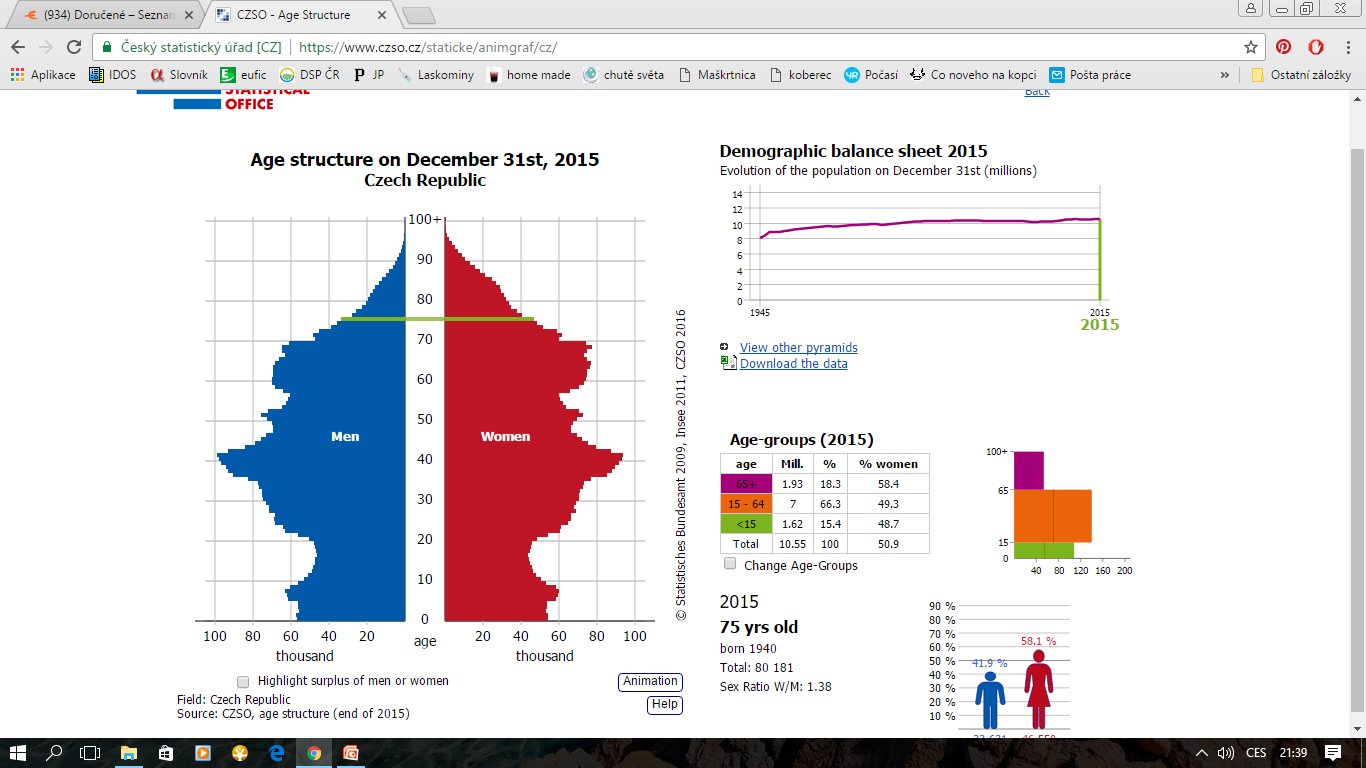 (934) Doručené – Seznam
CZSO - Age Structure
Český statistický úřad [CZ]
https://www.czso.cz/staticke/animgraf/cz/
Aplikace
IDOS
Slovník
eufic
DSP ČR
JP
Laskominy
home made
chutě světa
Maškrtnica
koberec
Počasí
Co noveho na kopci
Pošta práce
»
Ostatní záložky
STATISTICAL
OFFICE
Back
Age structure on December 31st, 2015
Czech Republic
100+
90
80
70
60
50
40
30
20
10
0
Men
Women
100 80 60 40 20
age
20 40 60 80 100
thousand
thousand
© Statistisches Bundesamt 2009, Insee 2011, CZSO 2016
Highlight surplus of men or women
Animation
Help
Field: Czech Republic
Source: CZSO, age structure (end of 2015)
Demographic balance sheet 2015
Evolution of the population on December 31st (millions)
14
12
10
8
6
4
2
0
1945
2015
2015
View other pyramids
Download the data
Age-groups (2015)
age Mill. % % women
65+ 1.93 18.3 58.4
15 - 64 7 66.3 49.3
<15 1.62 15.4 48.7
Total 10.55 100 50.9
Change Age-Groups
100+
65
15
0
40 80 120 160 200
2015
75 yrs old
born 1940
Total: 80 181
Sex Ratio W/M: 1.38
90 %
80 %
70 %
60 %
50 %
40 %
30 %
20 %
10 %
41.9 %
58.1 %
CES
21:39